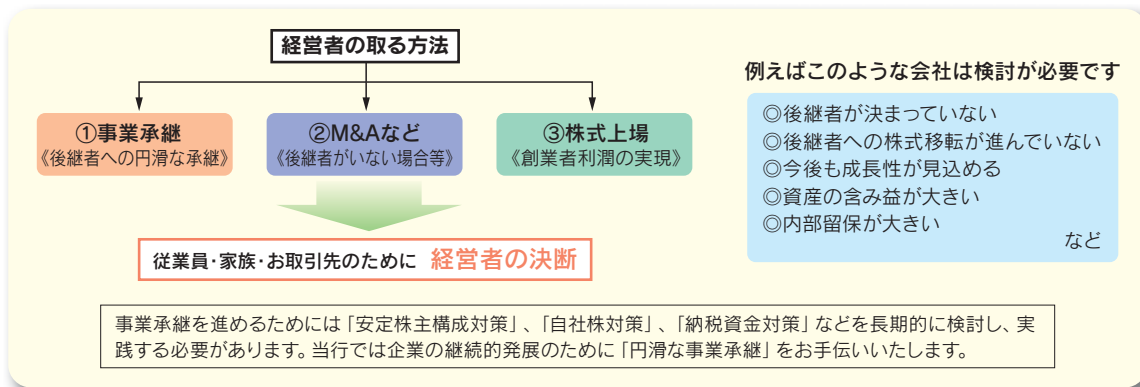 経営者の取る方法
①事業承継
《後継者への円滑な承継》
②M&Aなど
《後継者がいない場合等》
③株式上場
《創業者利潤の実現》
従業員・家族・お取引先のために 経営者の決断
例えばこのような会社は検討が必要です
◎後継者が決まっていない
◎後継者への株式移転が進んでいない
◎今後も成長性が見込める
◎資産の含み益が大きい
◎内部留保が大きい
など
事業承継を進めるためには「安定株主構成対策」、「自社株対策」、「納税資金対策」などを長期的に検討し、実
践する必要があります。当行では企業の継続的発展のために「円滑な事業承継」をお手伝いいたします。